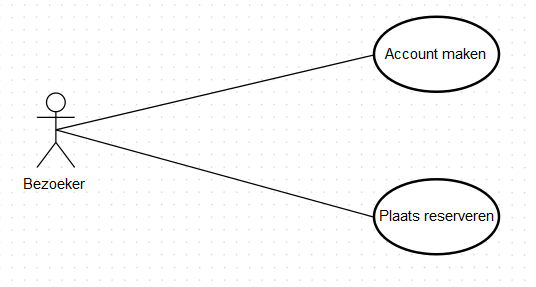 Account maken
Bezoeker
Plaats reserveren